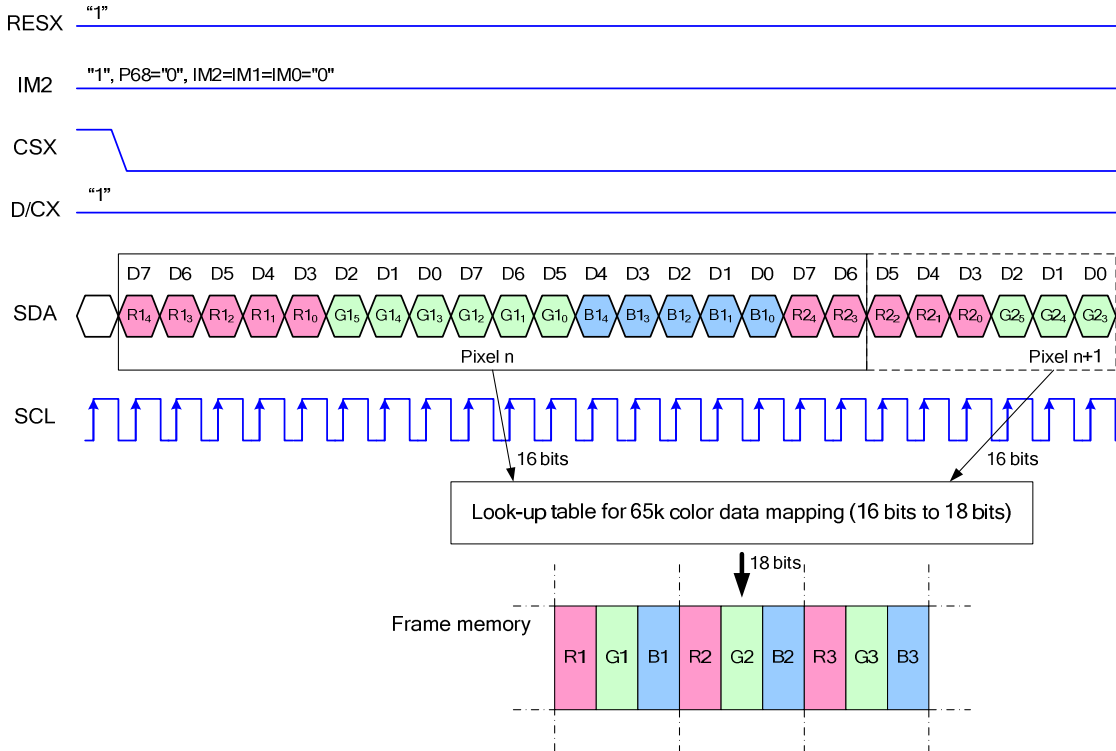 RESX “1”
IM2 "1", P68="0", IM2=IM1=IM0="0"
CSX
D/CX “1”
D7 D6 D5 D4 D3 D2 D1 D0 D7 D6 D5 D4 D3 D2 D1 D0 D7 D6 D5 D4 D3 D2 D1 D0
SDA R1₄ R1₃ R1₂ R1₁ R1₀ G1₅ G1₄ G1₃ G1₂ G1₁ G1₀ B1₄ B1₃ B1₂ B1₁ B1₀ R2₄ R2₃ R2₂ R2₁ R2₀ G2₅ G2₄ G2₃
Pixel n Pixel n+1
SCL
16 bits 16 bits
Look-up table for 65k color data mapping (16 bits to 18 bits)
18 bits
Frame memory
R1 G1 B1 R2 G2 B2 R3 G3 B3